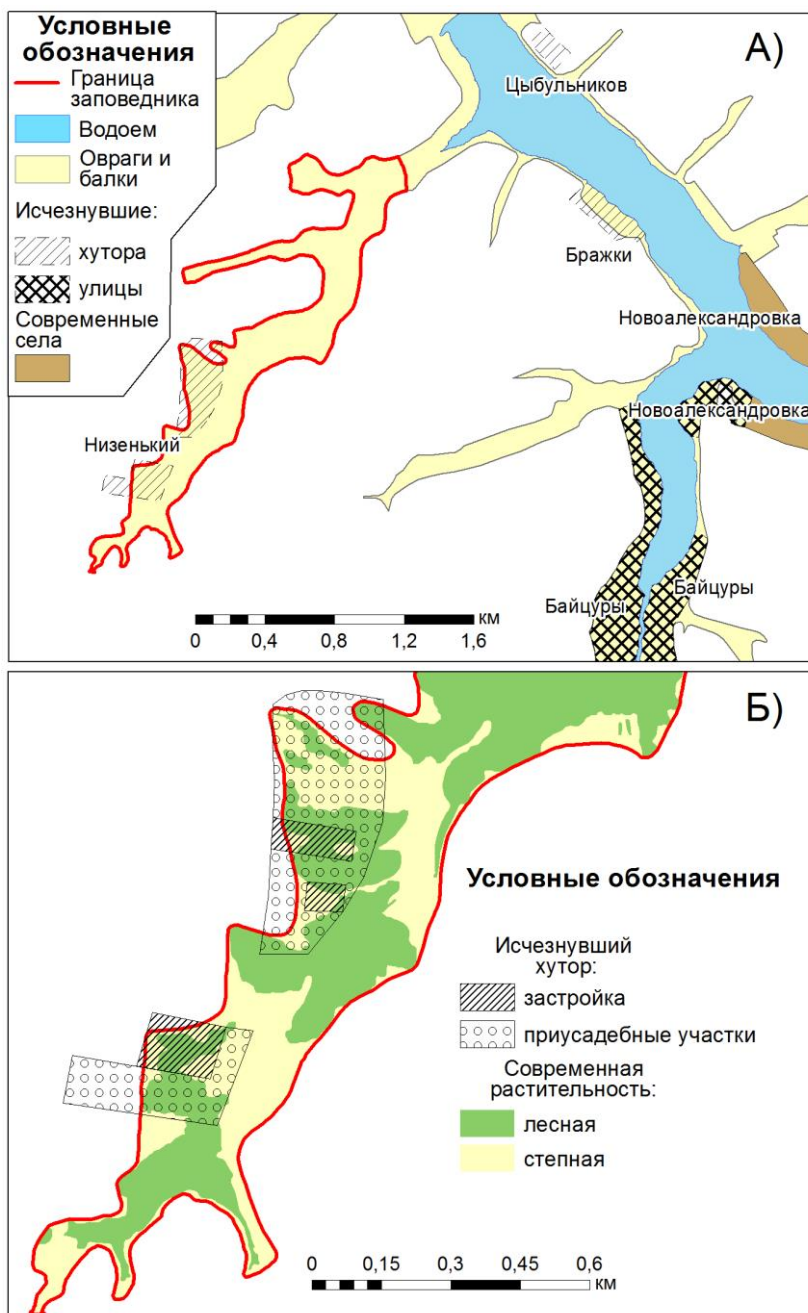 Условные
обозначения
Граница
заповедника
Водоем
Овраги и
балки
Исчезнувшие:
хутора
улицы
Современные
села
А)
Цыбульников
Бражки
Новоалександровка
Новоалександровка
Низенький
Байцуры
Байцуры
км
0 0,4 0,8 1,2 1,6
Б)
Условные обозначения
Исчезнувший
хутор:
застройка
приусадебные участки
Современная
растительность:
лесная
степная
0 0,15 0,3 0,45 0,6
км